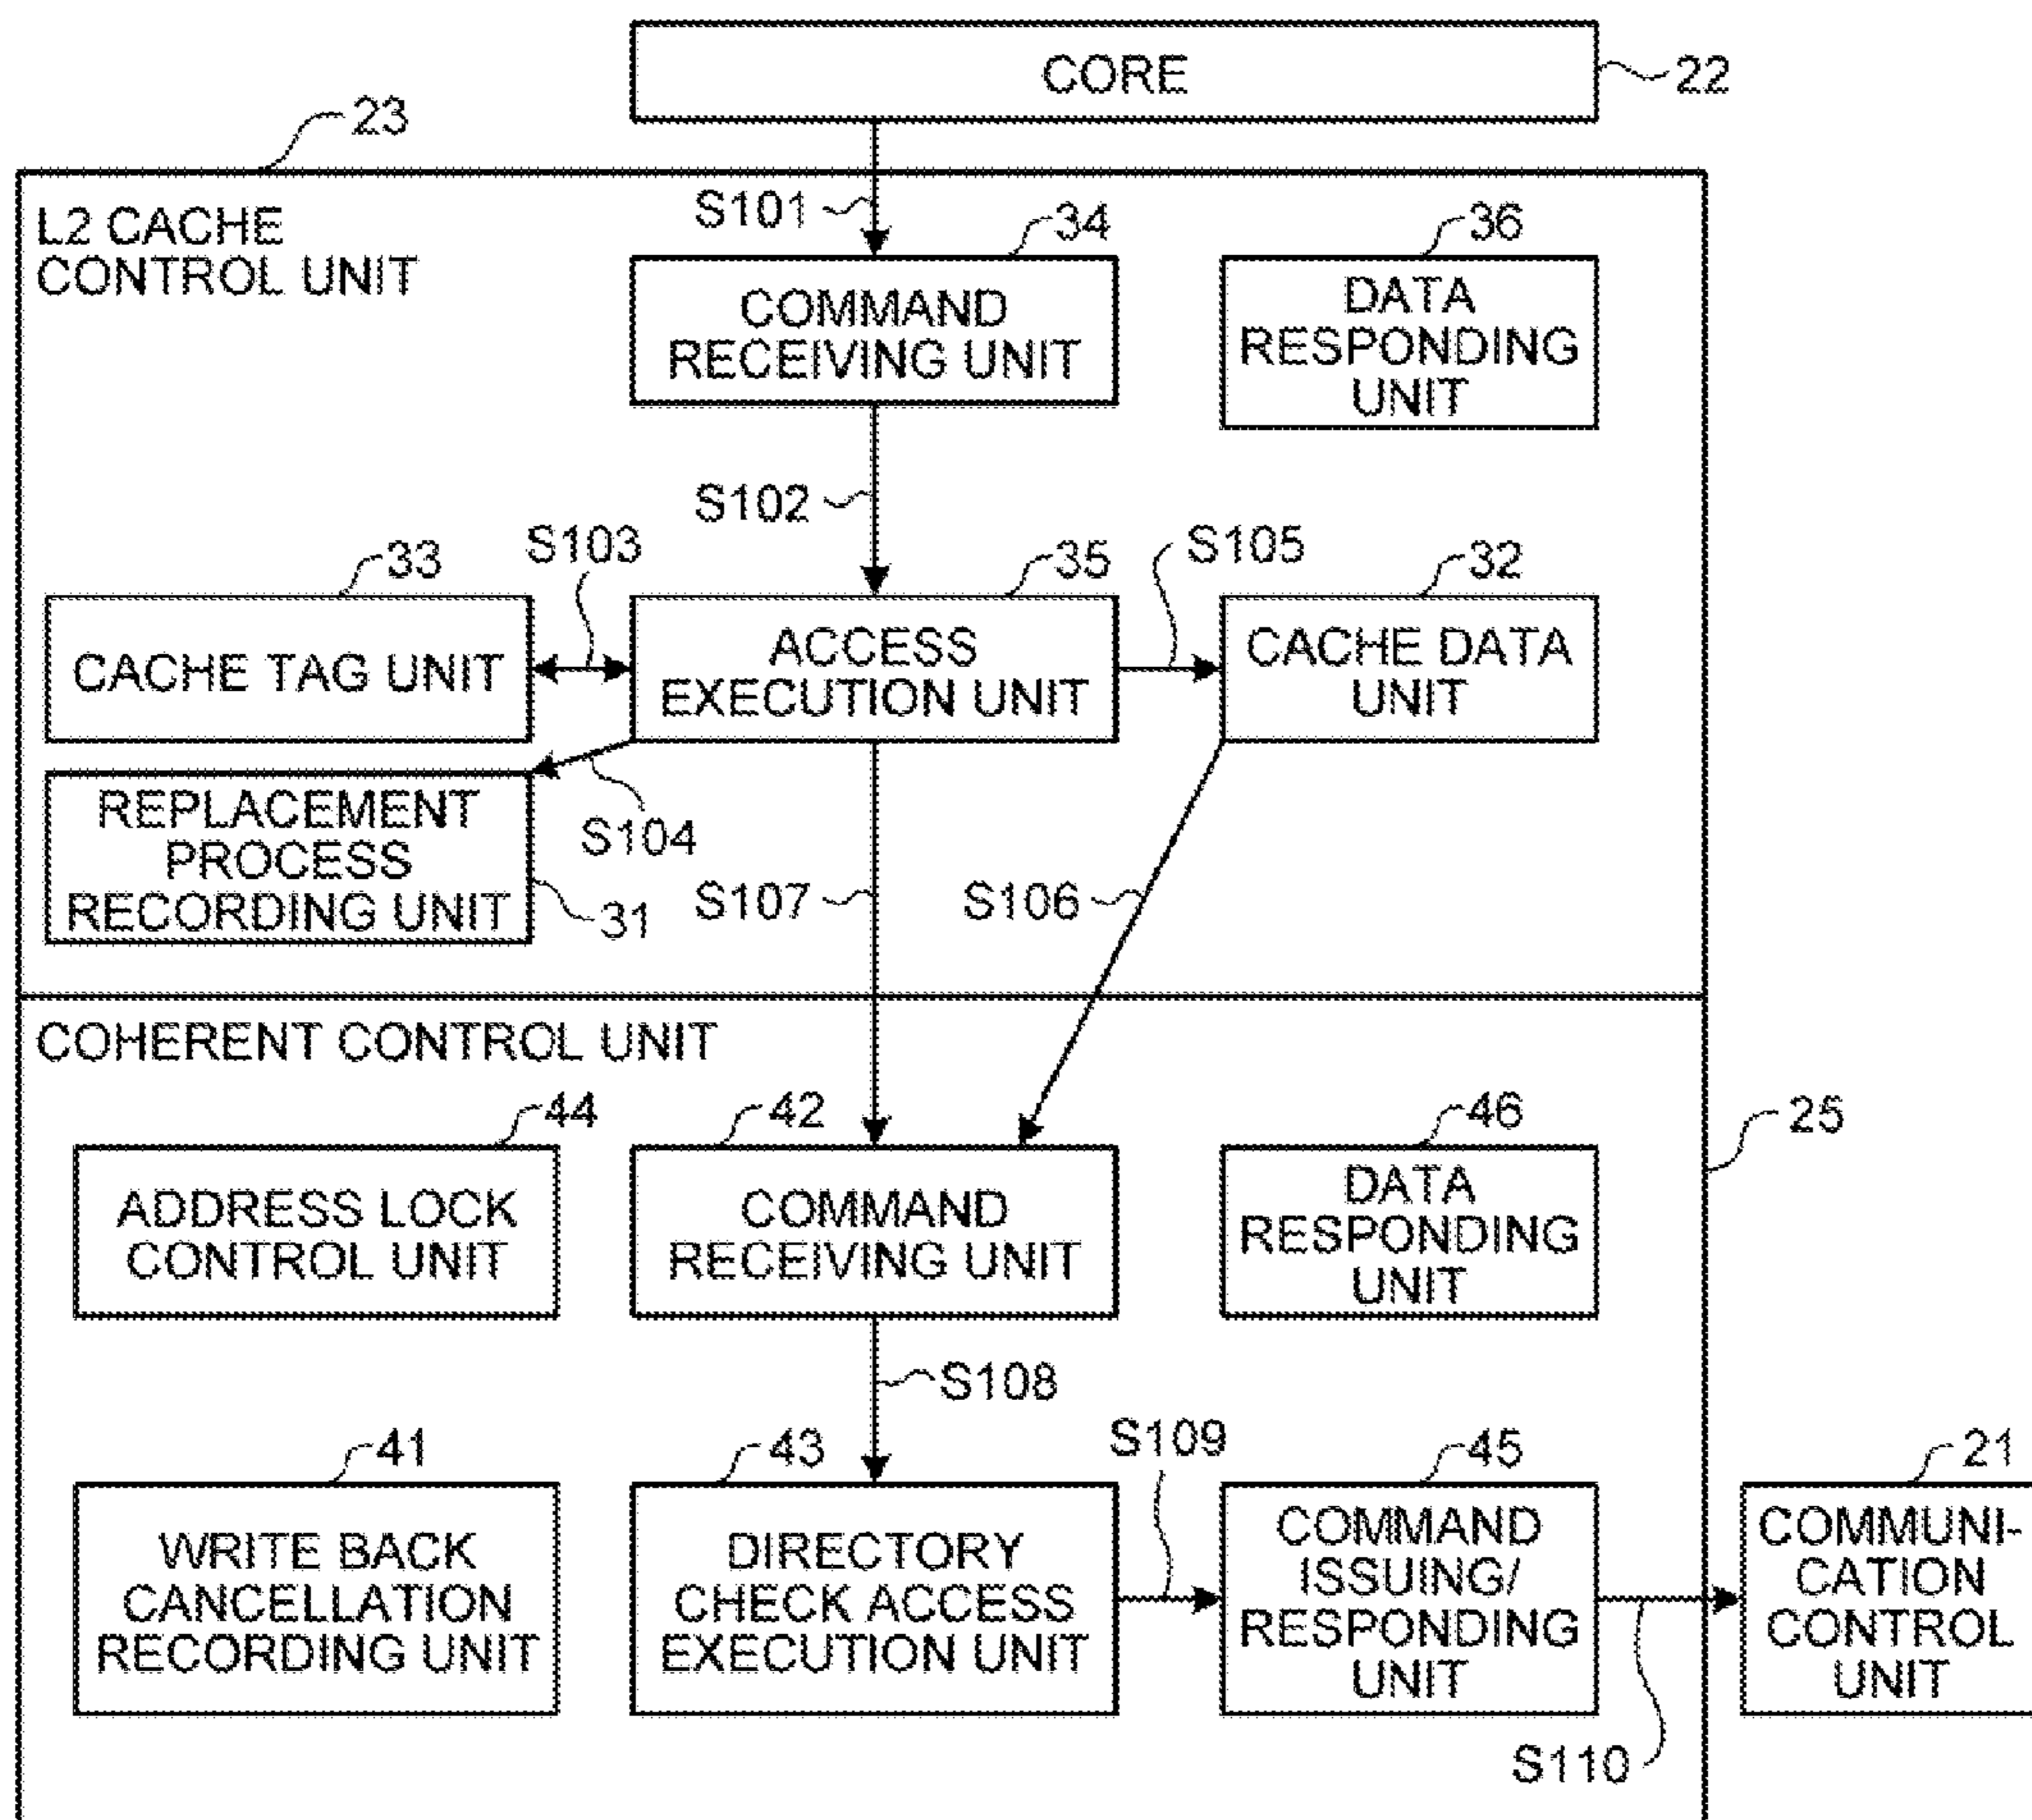 CORE
22
23
L2 CACHE
CONTROL UNIT
S101
34
36
COMMAND
RECEIVING UNIT
DATA
RESPONDING
UNIT
S102
33
S103
35
S105
32
CACHE TAG UNIT
ACCESS
EXECUTION UNIT
CACHE DATA
UNIT
REPLACEMENT
PROCESS
RECORDING UNIT
S104
31
S107
S106
COHERENT CONTROL UNIT
44
42
46
25
ADDRESS LOCK
CONTROL UNIT
COMMAND
RECEIVING UNIT
DATA
RESPONDING
UNIT
S108
41
43
S109
45
21
WRITE BACK
CANCELLATION
RECORDING UNIT
DIRECTORY
CHECK ACCESS
EXECUTION UNIT
COMMAND
ISSUING/
RESPONDING
UNIT
COMMUNI-
CATION
CONTROL
UNIT
S110